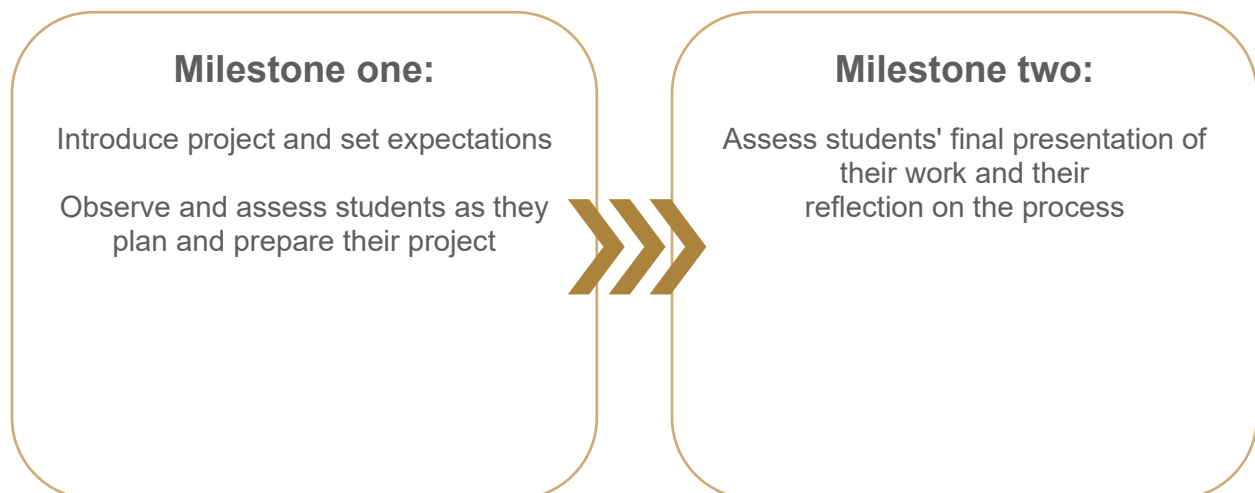 Milestone one:
Introduce project and set expectations
Observe and assess students as they
plan and prepare their project
Milestone two:
Assess students' final presentation of
their work and their
reflection on the process